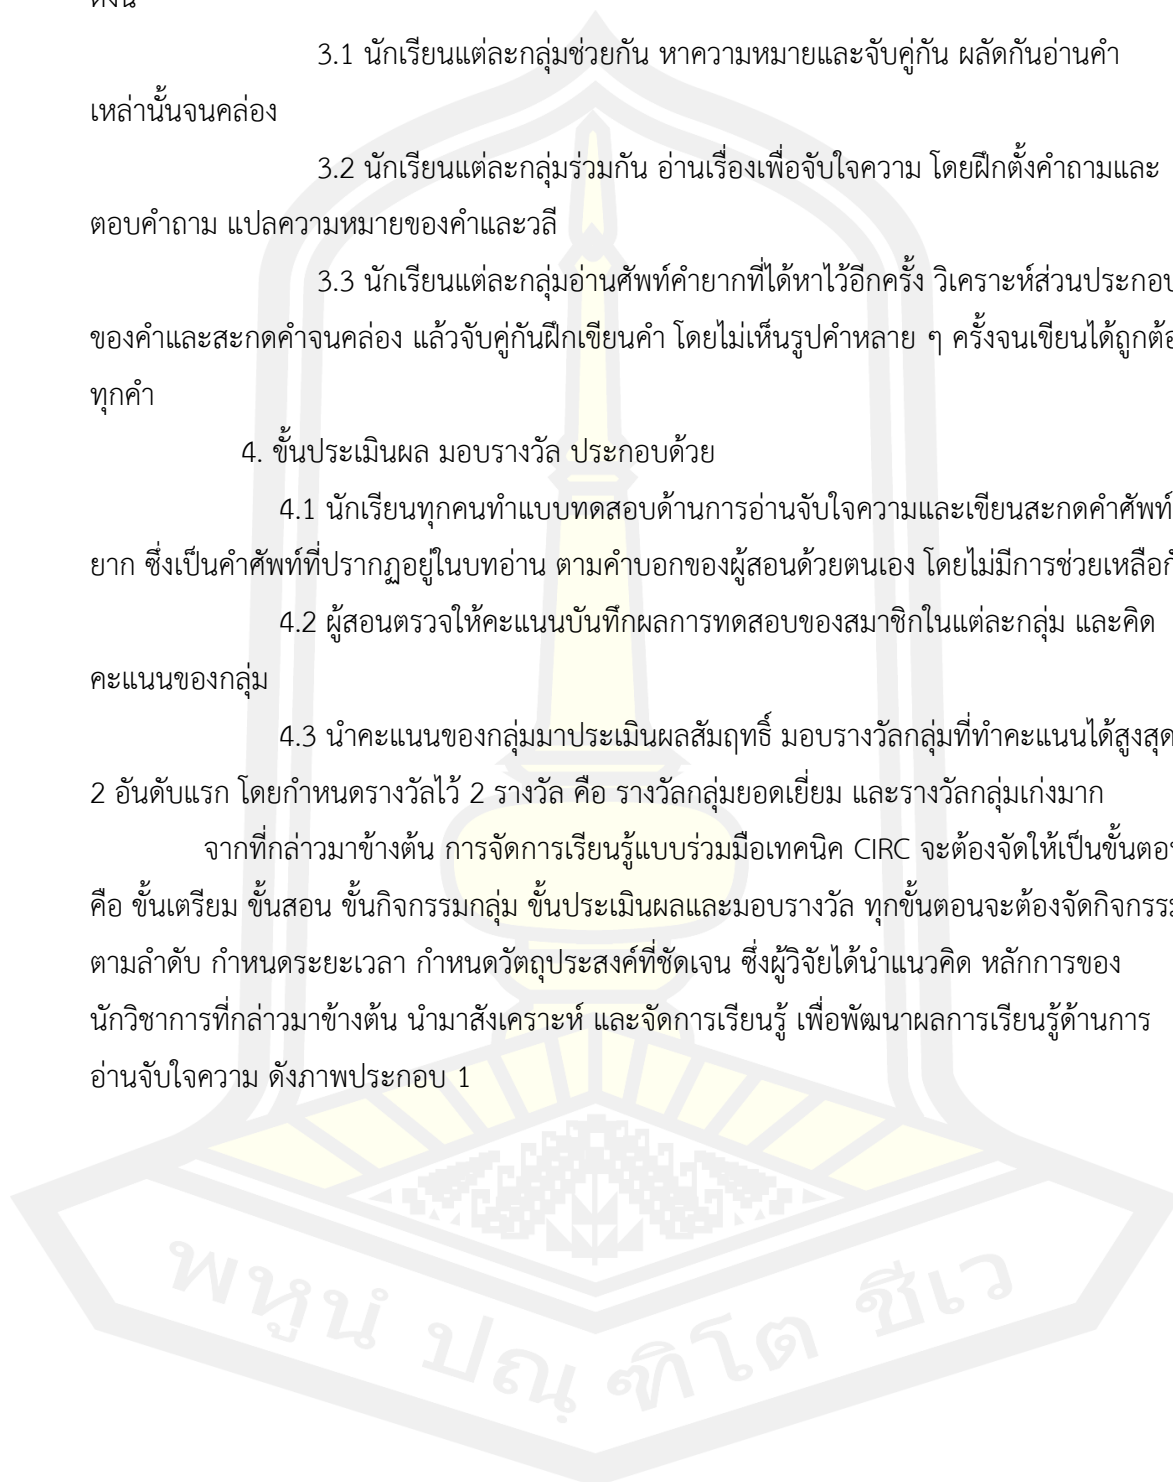 ดังนี้
3.1 นักเรียนแต่ละกลุ่มช่วยกัน หาความหมายและจับคู่กัน ผลัดกันอ่านคำ
เหล่านั้นจนคล่อง
3.2 นักเรียนแต่ละกลุ่มร่วมกัน อ่านเรื่องเพื่อจับใจความ โดยฝึกตั้งคำถามและ
ตอบคำถาม แปลความหมายของคำและวลี
3.3 นักเรียนแต่ละกลุ่มอ่านศัพท์คำยากที่ได้หาไว้อีกครั้ง วิเคราะห์ส่วนประกอบ
ของคำและสะกดคำจนคล่อง แล้วจับคู่กันฝึกเขียนคำ โดยไม่เห็นรูปคำหลาย ๆ ครั้งจนเขียนได้ถูกต้อ
ทุกคำ
4. ขั้นประเมินผล มอบรางวัล ประกอบด้วย
4.1 นักเรียนทุกคนทำแบบทดสอบด้านการอ่านจับใจความและเขียนสะกดคำศัพท์
ยาก ซึ่งเป็นคำศัพท์ที่ปรากฏอยู่ในบทอ่าน ตามคำบอกของผู้สอนด้วยตนเอง โดยไม่มีการช่วยเหลือกั
4.2 ผู้สอนตรวจให้คะแนนบันทึกผลการทดสอบของสมาชิกในแต่ละกลุ่ม และคิด
คะแนนของกลุ่ม
4.3 นำคะแนนของกลุ่มมาประเมินผลสัมฤทธิ์ มอบรางวัลกลุ่มที่ทำคะแนนได้สูงสุด
2 อันดับแรก โดยกำหนดรางวัลไว้ 2 รางวัล คือ รางวัลกลุ่มยอดเยี่ยม และรางวัลกลุ่มเก่งมาก
จากที่กล่าวมาข้างต้น การจัดการเรียนรู้แบบร่วมมือเทคนิค CIRC จะต้องจัดให้เป็นขั้นตอน
คือ ขั้นเตรียม ขั้นสอน ขั้นกิจกรรมกลุ่ม ขั้นประเมินผลและมอบรางวัล ทุกขั้นตอนจะต้องจัดกิจกรรม
ตามลำดับ กำหนดระยะเวลา กำหนดวัตถุประสงค์ที่ชัดเจน ซึ่งผู้วิจัยได้นำแนวคิด หลักการของ
นักวิชาการที่กล่าวมาข้างต้น นำมาสังเคราะห์ และจัดการเรียนรู้ เพื่อพัฒนาผลการเรียนรู้ด้านการ
อ่านจับใจความ ดังภาพประกอบ 1
พหูนํ ปณฺฑิโต ชีเว